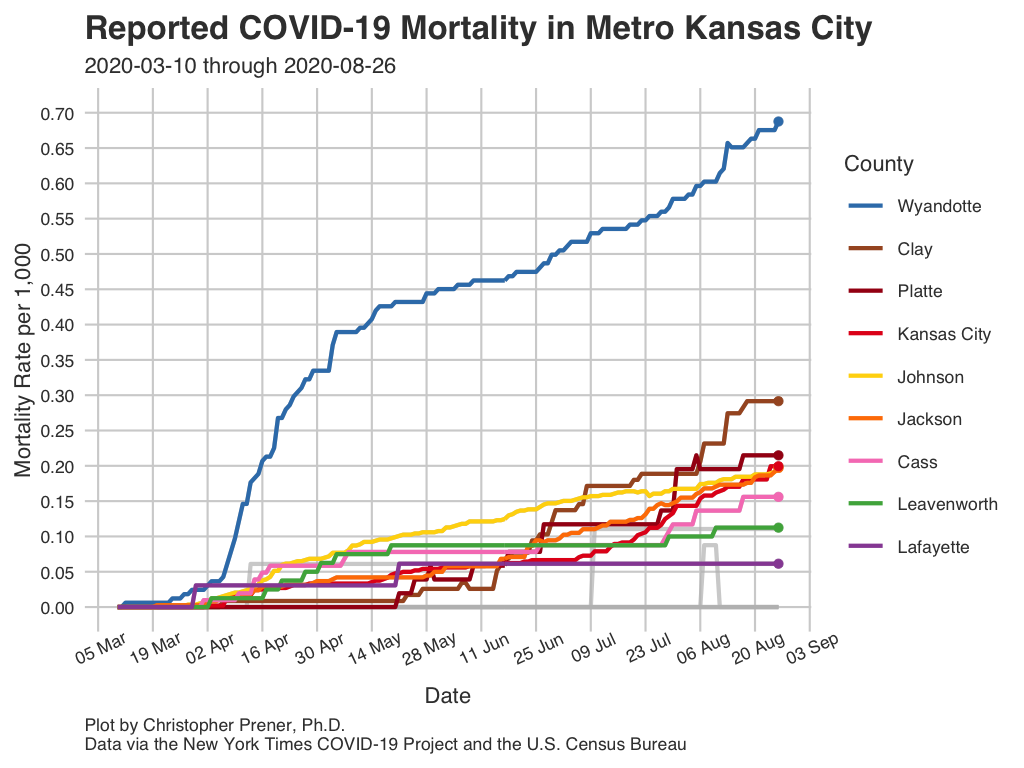 Reported COVID-19 Mortality in Metro Kansas City
2020-03-10 through 2020-08-26
Mortality Rate per 1,000
0.70
0.65
0.60
0.55
0.50
0.45
0.40
0.35
0.30
0.25
0.20
0.15
0.10
0.05
0.00
05 Mar
19 Mar
02 Apr
16 Apr
30 Apr
14 May
28 May
11 Jun
25 Jun
09 Jul
23 Jul
06 Aug
20 Aug
03 Sep
Date
County
Wyandotte
Clay
Platte
Kansas City
Johnson
Jackson
Cass
Leavenworth
Lafayette
Plot by Christopher Prener, Ph.D.
Data via the New York Times COVID-19 Project and the U.S. Census Bureau